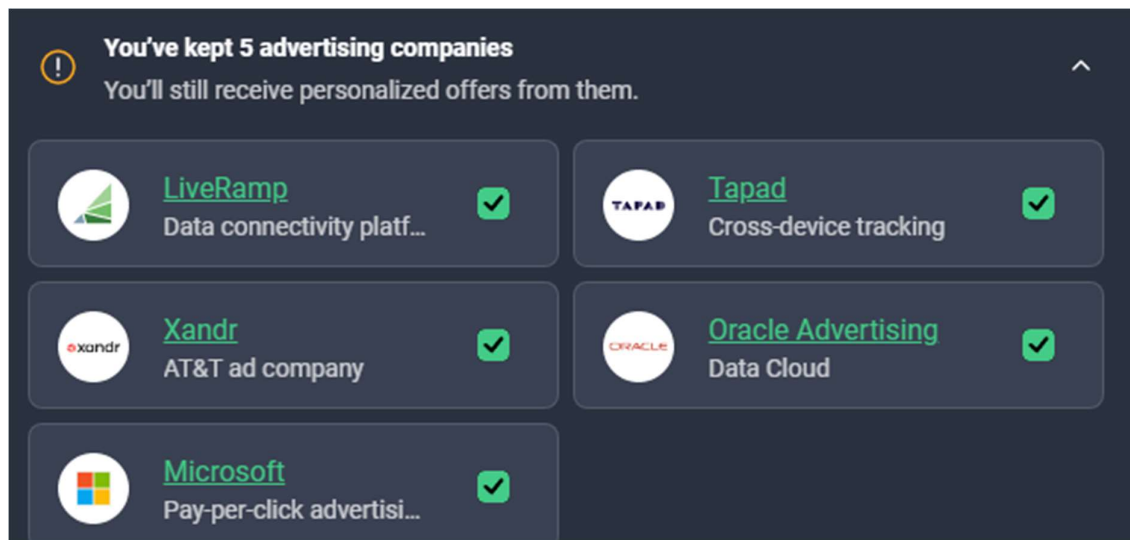 You've kept 5 advertising companies
You'll still receive personalized offers from them.
LiveRamp
Data connectivity platf...
TAPAD
Tapad
Cross-device tracking
xandr
Xandr
AT&T ad company
ORACLE
Oracle Advertising
Data Cloud
Microsoft
Pay-per-click advertisi...